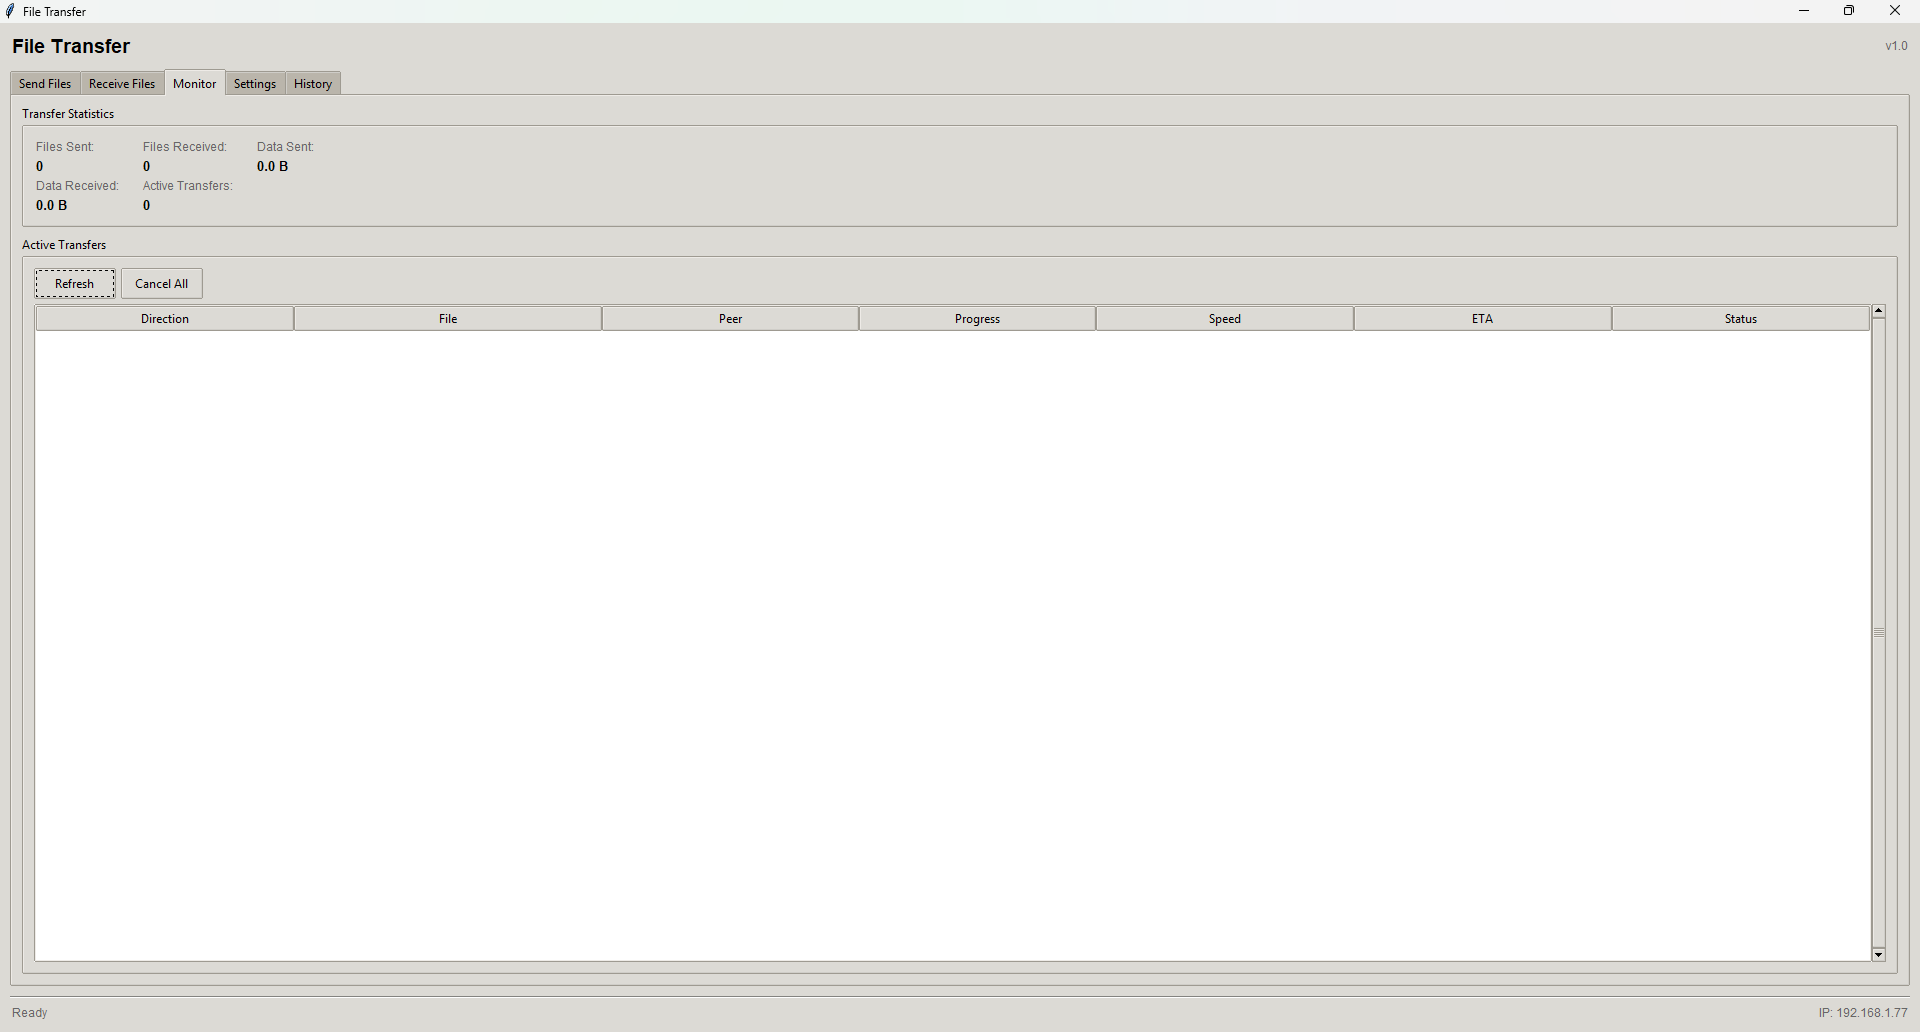 File Transfer
File Transfer
v1.0
Send Files Receive Files Monitor Settings History
Transfer Statistics
Files Sent: Files Received: Data Sent:
0 0 0.0 B
Data Received: Active Transfers:
0.0 B 0
Active Transfers
Refresh Cancel All
Direction File Peer Progress Speed ETA Status
Ready IP: 192.168.1.77